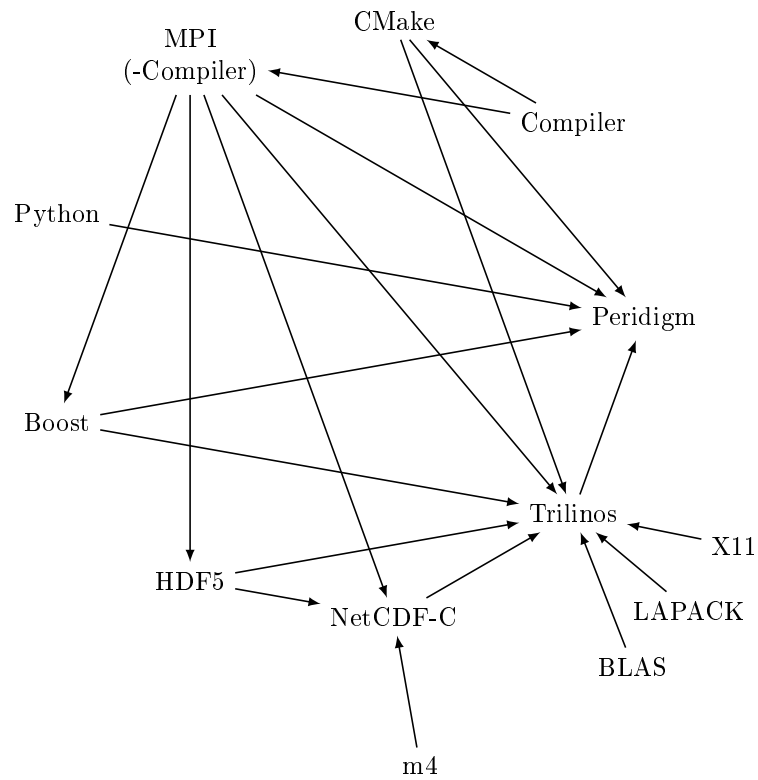 CMake
MPI
(-Compiler)
Compiler
Python
Peridigm
Boost
Trilinos
X11
HDF5
LAPACK
NetCDF-C
BLAS
m4